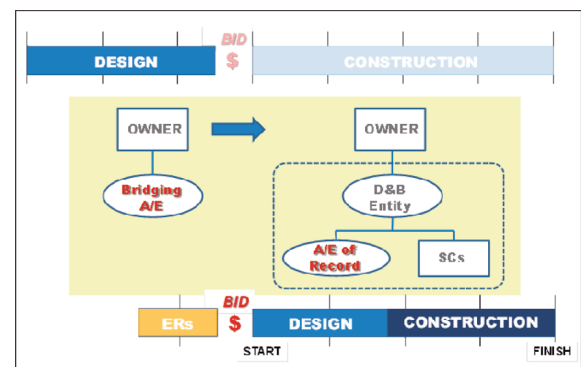 BID
DESIGN
$
CONSTRUCTION
OWNER
OWNER
Bridging
A/E
D&B
Entity
A/E of
Record
SCs
BID
ERs
$
DESIGN
CONSTRUCTION
START
FINISH